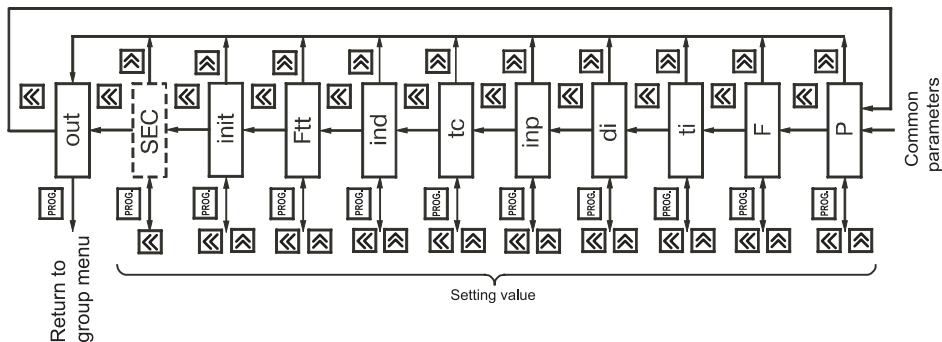 out
SEC
init
Ftt
ind
tc
inp
di
ti
F
P
Common
parameters
PROG.
PROG.
PROG.
PROG.
PROG.
PROG.
PROG.
PROG.
PROG.
PROG.
PROG.
Return to
group menu
Setting value